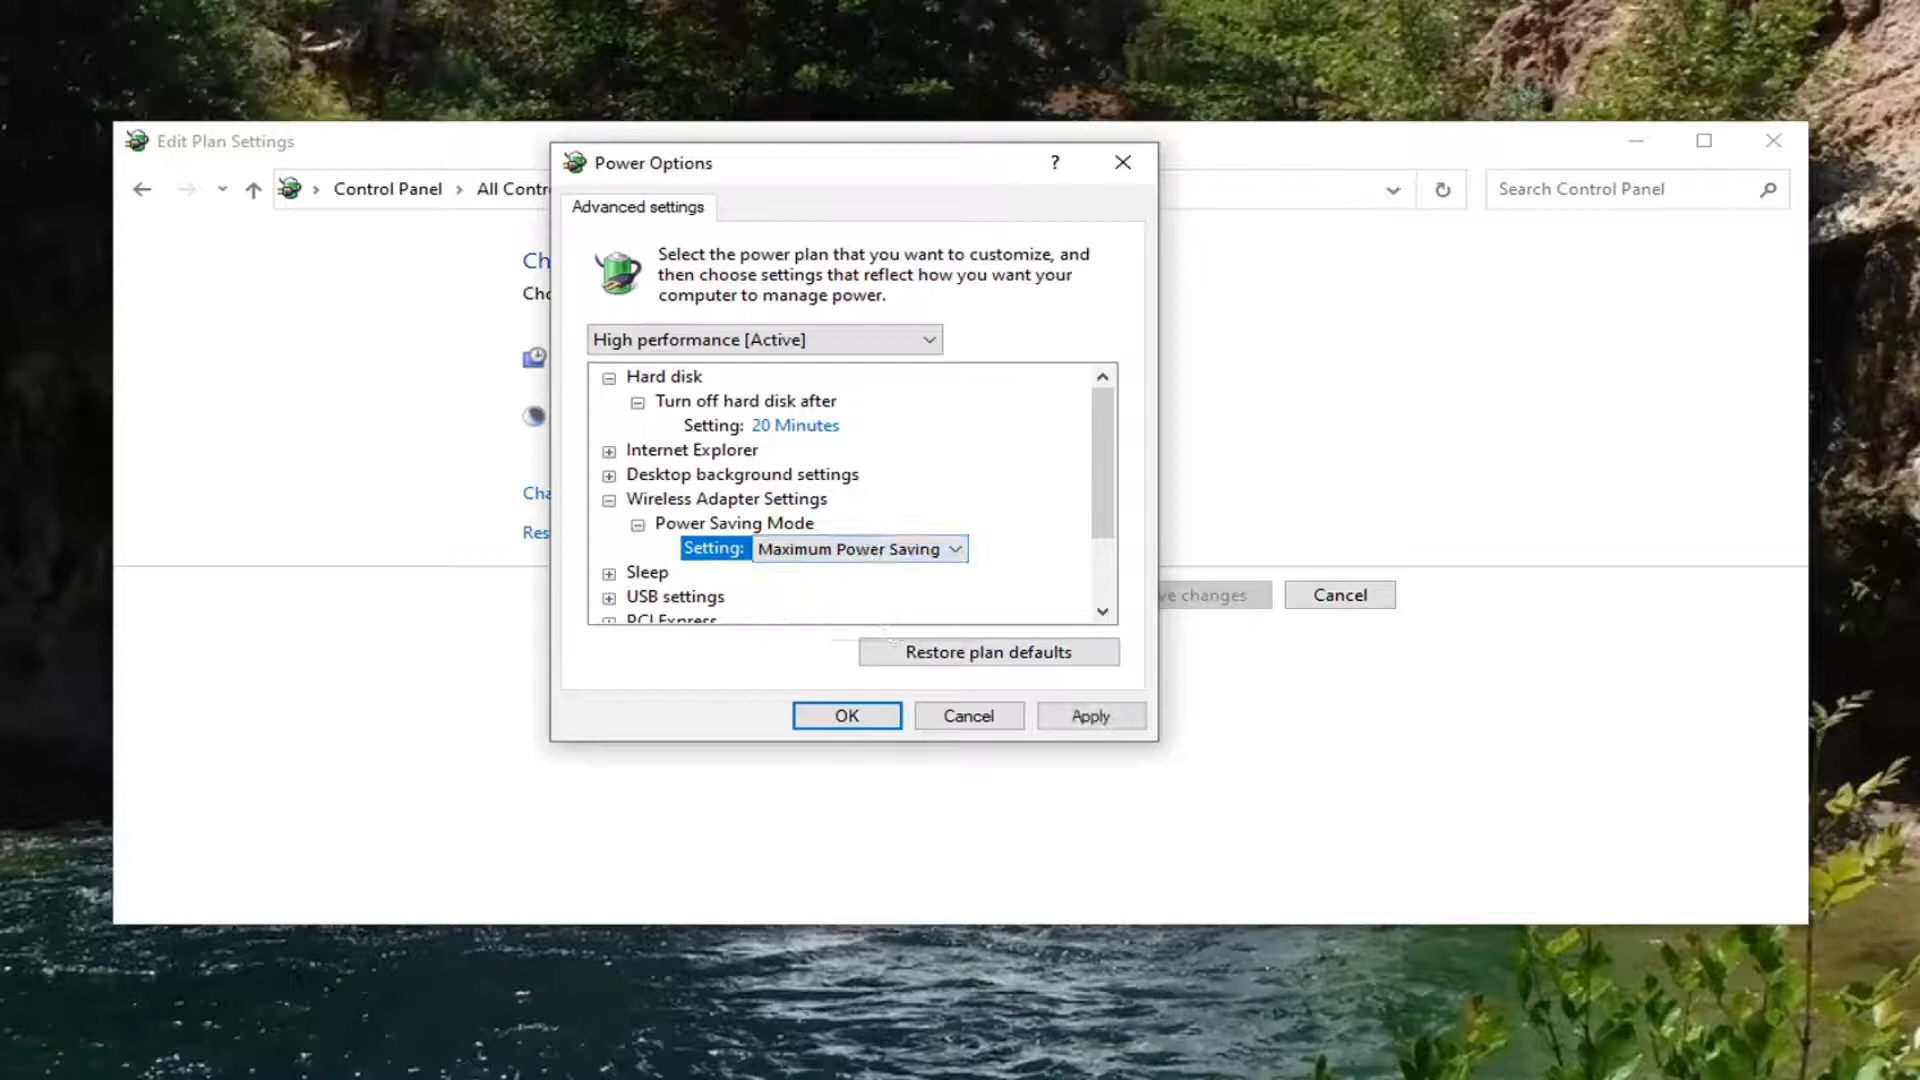 Edit Plan Settings
Control Panel
All Contr
Search Control Panel
Ch
Cho
Cha
Res
ve changes
Cancel
Power Options
?
Advanced settings
Select the power plan that you want to customize, and
then choose settings that reflect how you want your
computer to manage power.
High performance [Active]
Hard disk
Turn off hard disk after
Setting: 20 Minutes
Internet Explorer
Desktop background settings
Wireless Adapter Settings
Power Saving Mode
Setting: Maximum Power Saving
Sleep
USB settings
PCI Express
Restore plan defaults
OK
Cancel
Apply